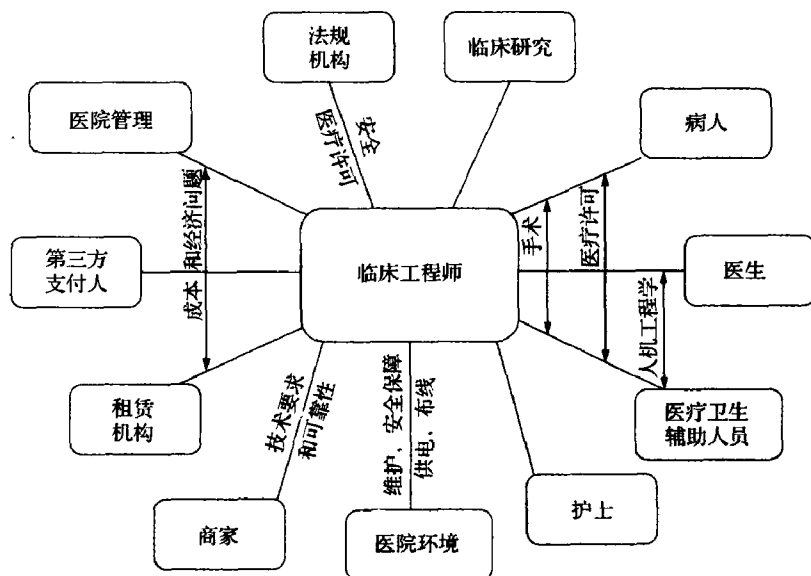 法规
机构
临床研究
医院管理
病人
安全
医疗许可
成本 和经济问题
手术
医疗许可
第三方
支付人
临床工程师
医生
人机工程学
租赁
机构
技术要求
和可靠性
维护、安全保障
供电、布线
医疗卫生
辅助人员
商家
医院环境
护士